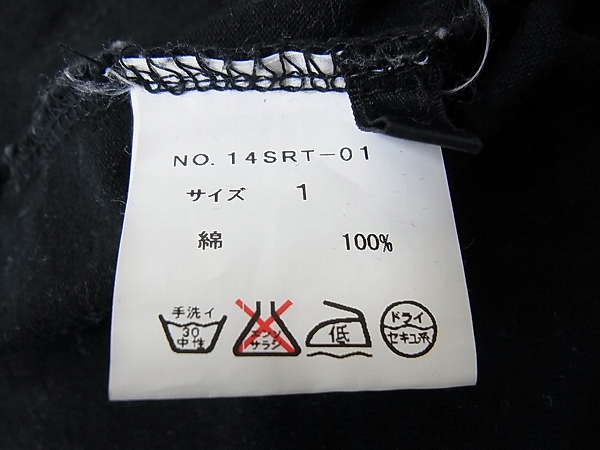 NO. 14SRT-01
サイズ 1
綿 100%
手洗イ
30
中性
エンソ
サラシ
低
ドライ
セキユ系